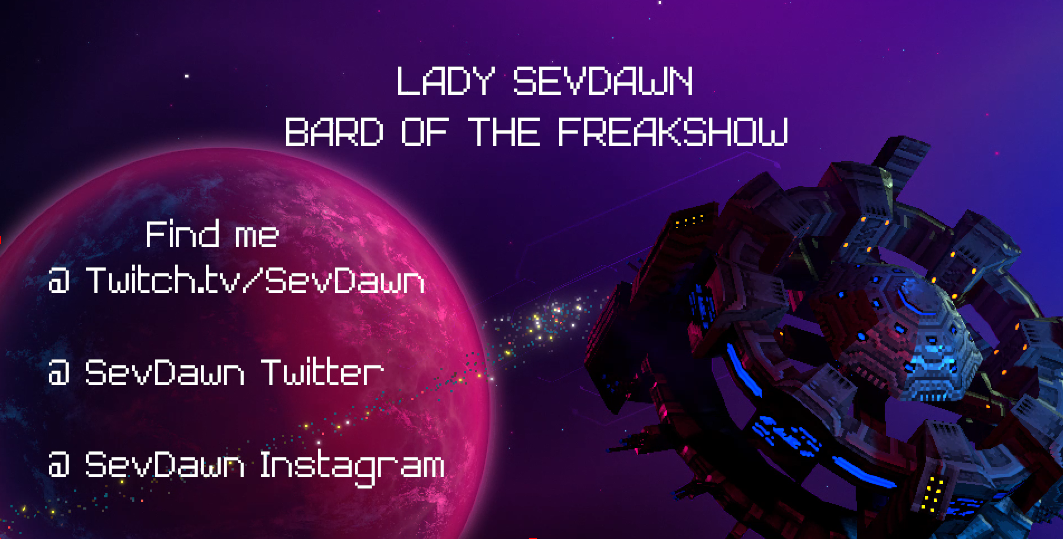 LADY SEVDAWN
BARD OF THE FREAKSHOW
Find me
@ Twitch.tv/SevDawn
@ SevDawn Twitter
@ SevDawn Instagram